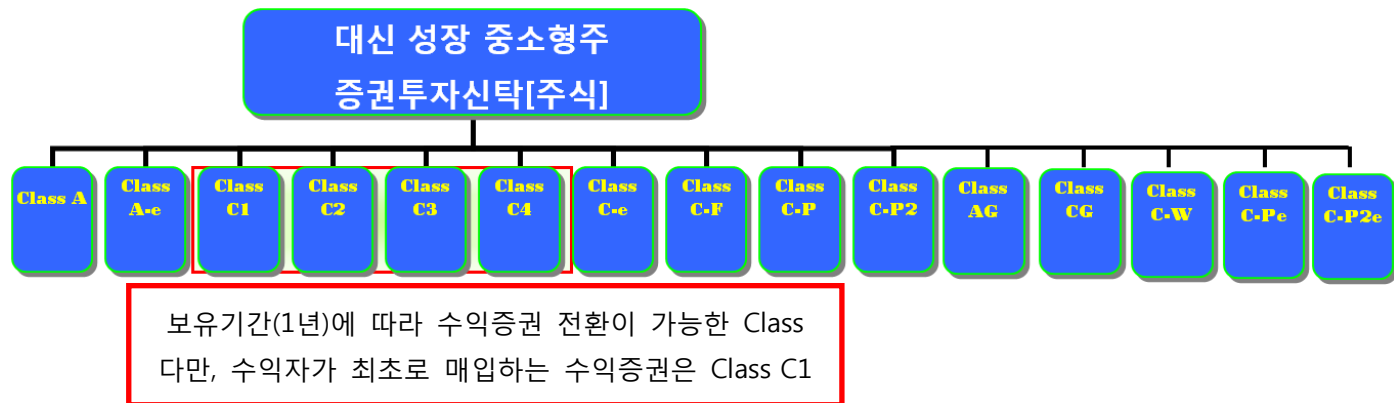 대신 성장 중소형주
증권투자신탁[주식]
Class A
Class
A-e
Class
C1
Class
C2
Class
C3
Class
C4
Class
C-e
Class
C-F
Class
C-P
Class
C-P2
Class
AG
Class
CG
Class
C-W
Class
C-Pe
Class
C-P2e
보유기간(1년)에 따라 수익증권 전환이 가능한 Class
다만, 수익자가 최초로 매입하는 수익증권은 Class C1